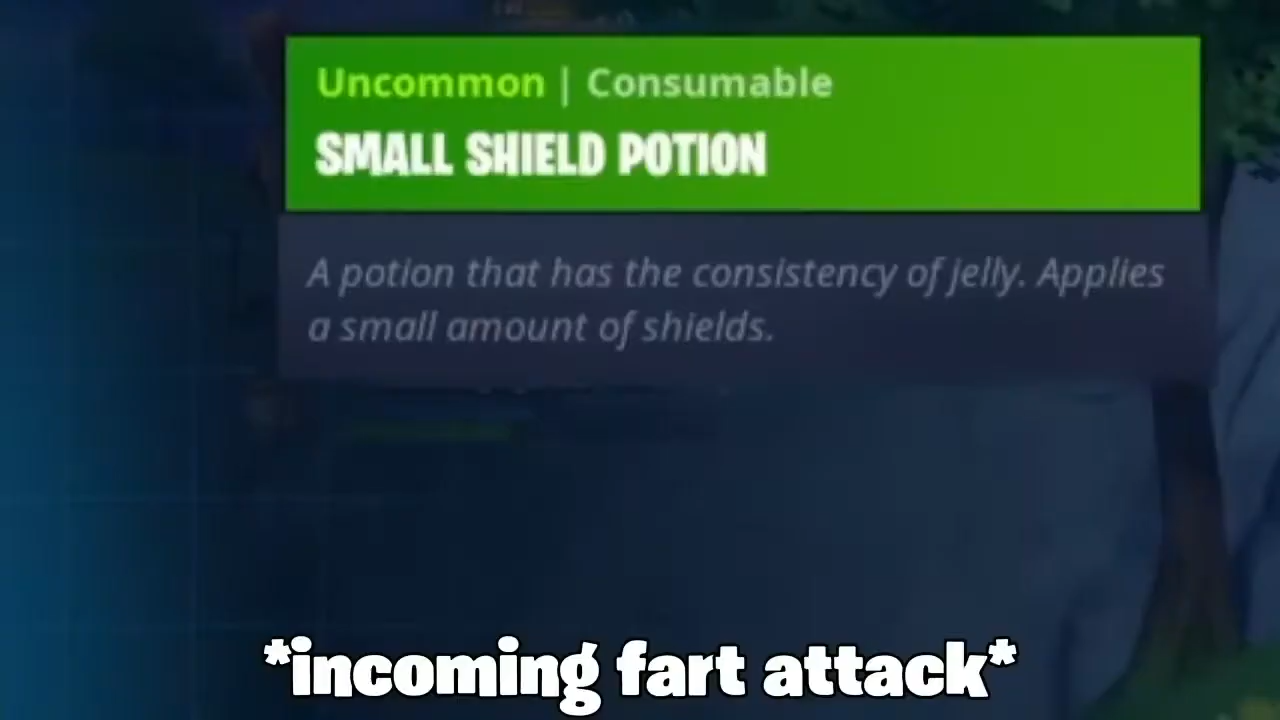 Uncommon | Consumable
SMALL SHIELD POTION
A potion that has the consistency of jelly. Applies
a small amount of shields.
*incoming fart attack*